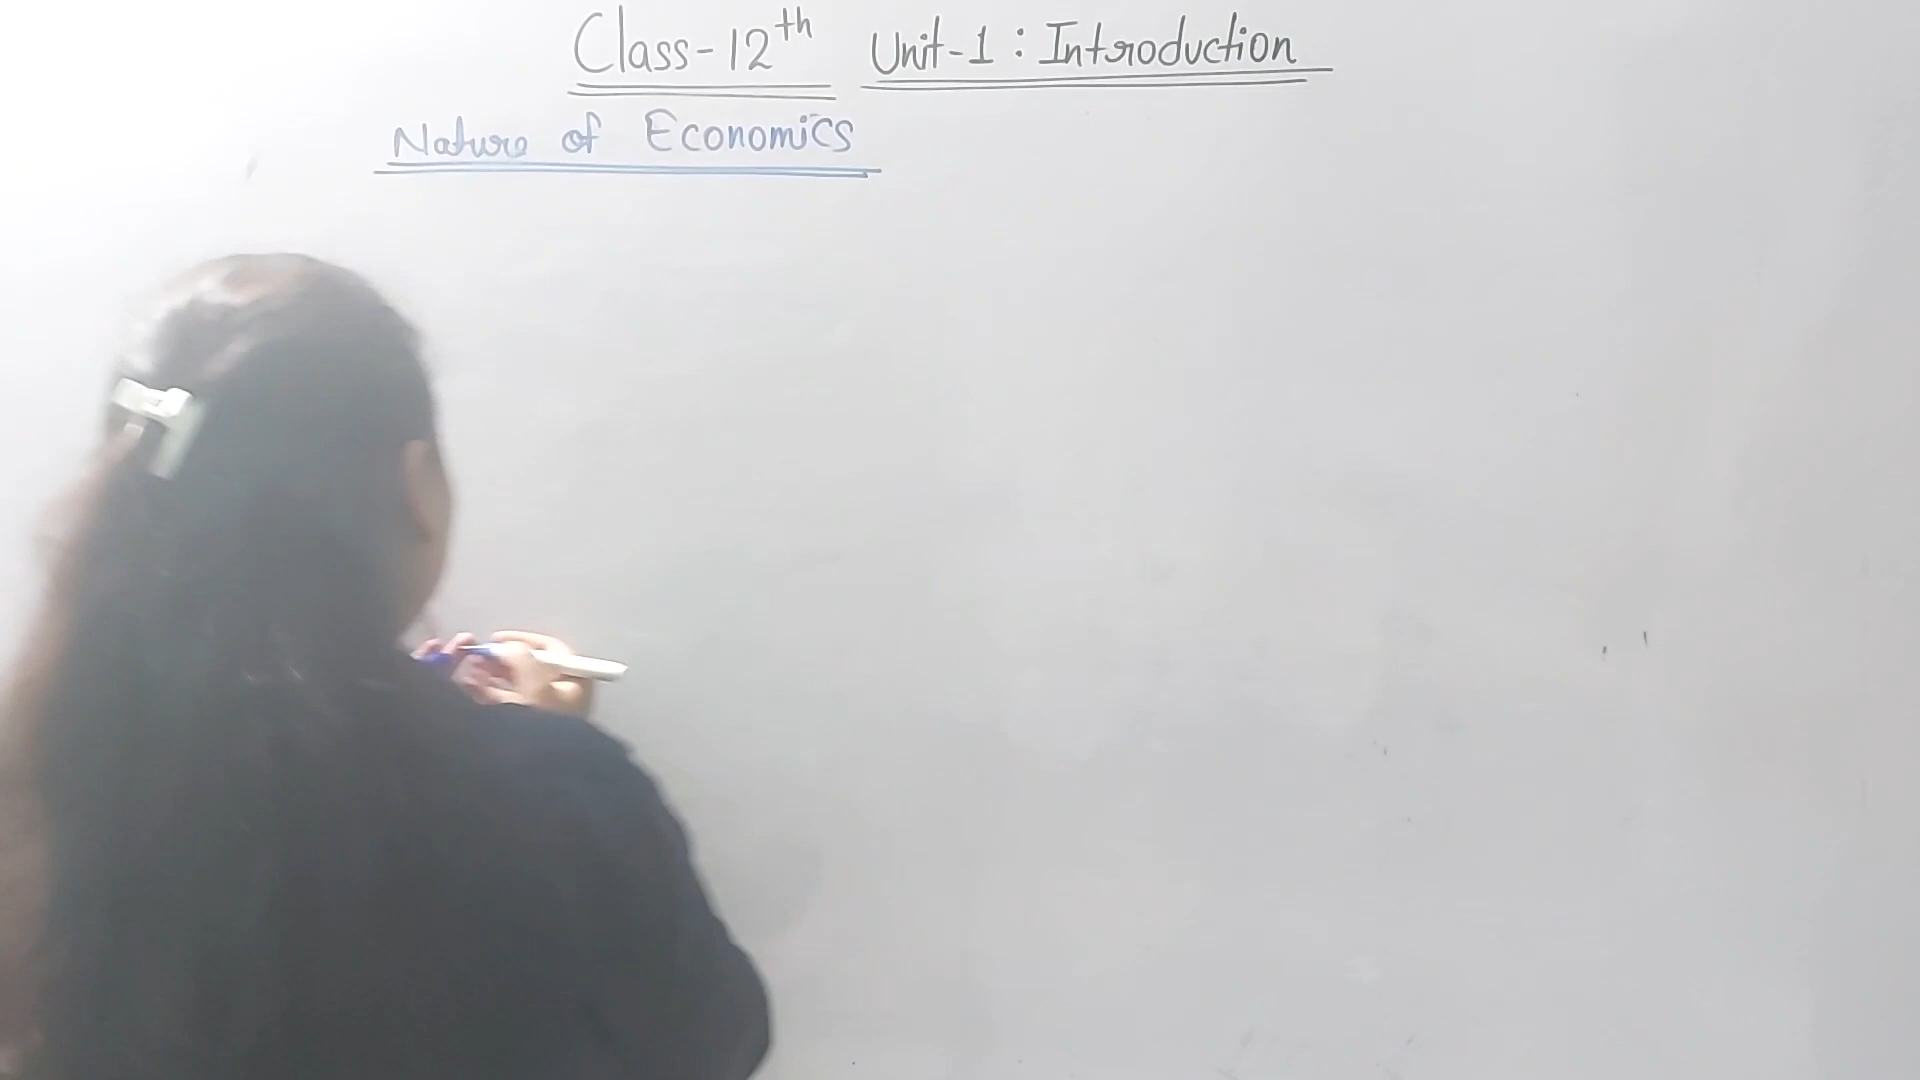 Class-12th Unit-1 : Introduction
Nature of Economics